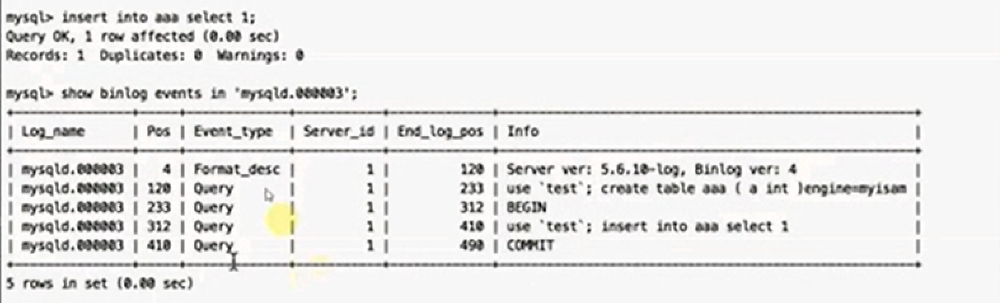 mysql> insert into aaa select 1;
Query OK, 1 row affected (0.00 sec)
Records: 1  Duplicates: 0  Warnings: 0
mysql> show binlog events in 'mysqld.000003';
| Log_name | Pos | Event_type | Server_id | End_log_pos | Info |
| mysqld.000003 | 4 | Format_desc | 1 | 120 | Server ver: 5.6.10-log, Binlog ver: 4 |
| mysqld.000003 | 120 | Query | 1 | 233 | use `test`; create table aaa ( a int )engine=myisam |
| mysqld.000003 | 233 | Query | 1 | 312 | BEGIN |
| mysqld.000003 | 312 | Query | 1 | 410 | use `test`; insert into aaa select 1 |
| mysqld.000003 | 410 | Query | 1 | 490 | COMMIT |
5 rows in set (0.00 sec)